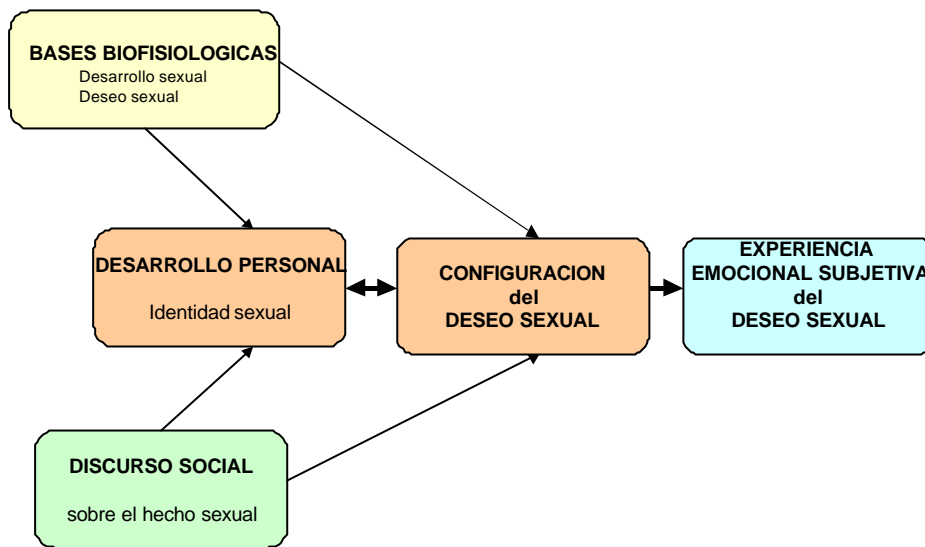 BASES BIOFISIOLOGICAS
Desarrollo sexual
Deseo sexual
DESARROLLO PERSONAL
Identidad sexual
CONFIGURACION
del
DESEO SEXUAL
EXPERIENCIA
EMOCIONAL SUBJETIVA
del
DESEO SEXUAL
DISCURSO SOCIAL
sobre el hecho sexual